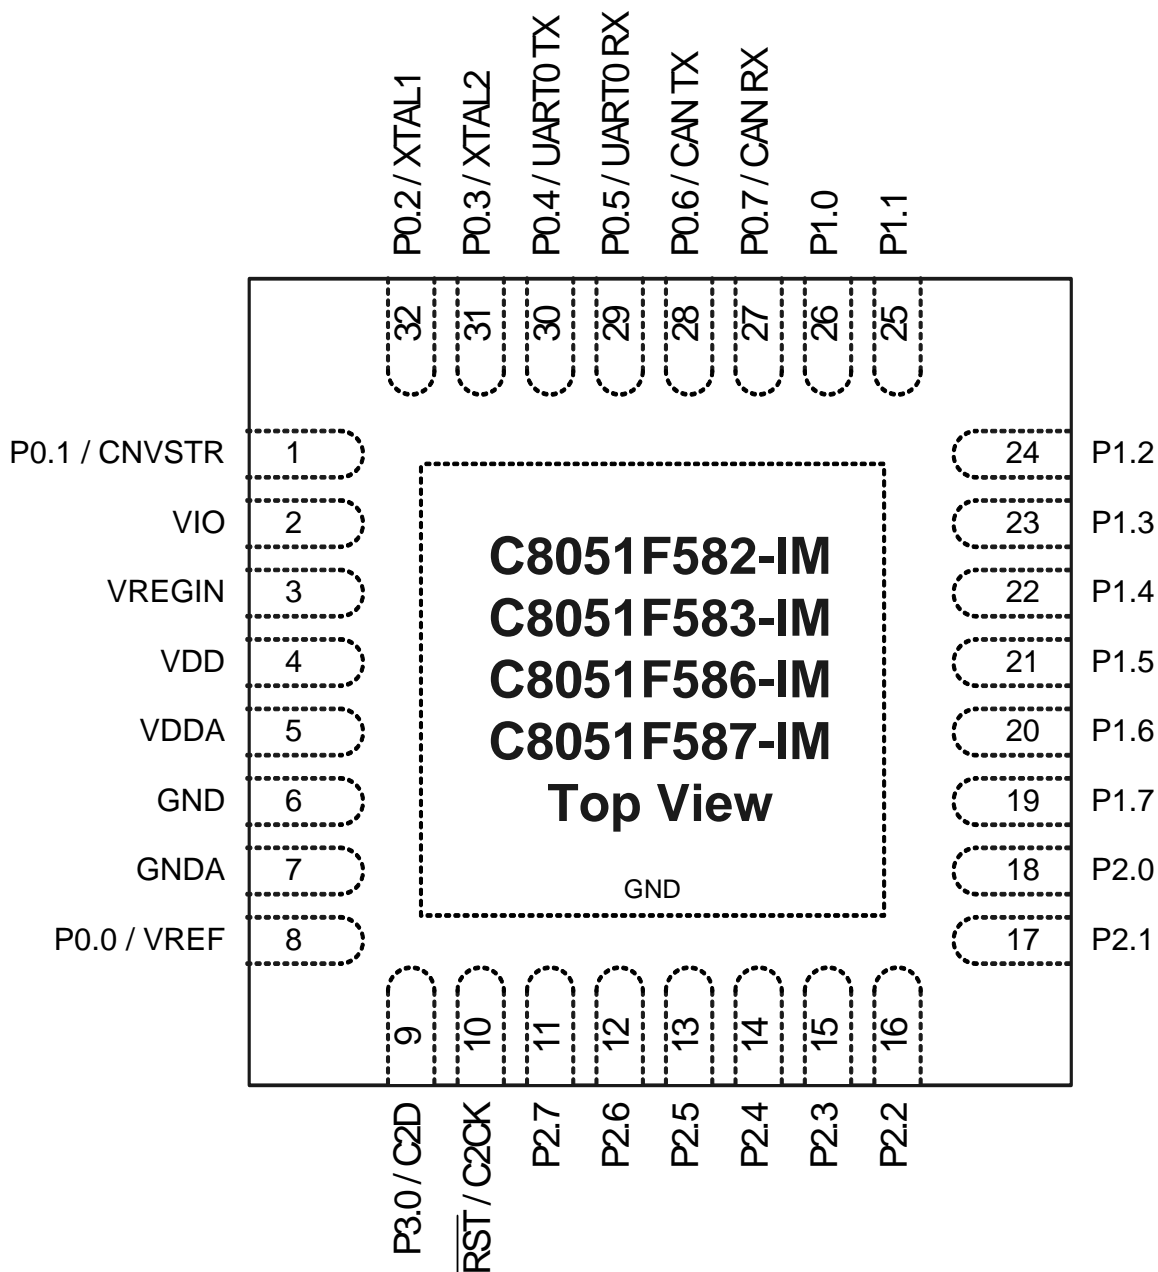 P0.2 / XTAL1
P0.3 / XTAL2
P0.4 / UART0 TX
P0.5 / UART0 RX
P0.6 / CAN TX
P0.7 / CAN RX
P1.0
P1.1
32
31
30
29
28
27
26
25
P0.1 / CNVSTR
1
24
P1.2
VIO
2
23
P1.3
VREGIN
3
22
P1.4
VDD
4
21
P1.5
VDDA
5
20
P1.6
GND
6
19
P1.7
GNDA
7
18
P2.0
P0.0 / VREF
8
17
P2.1
C8051F582-IM
C8051F583-IM
C8051F586-IM
C8051F587-IM
Top View
GND
9
10
11
12
13
14
15
16
P3.0 / C2D
RST / C2CK
P2.7
P2.6
P2.5
P2.4
P2.3
P2.2